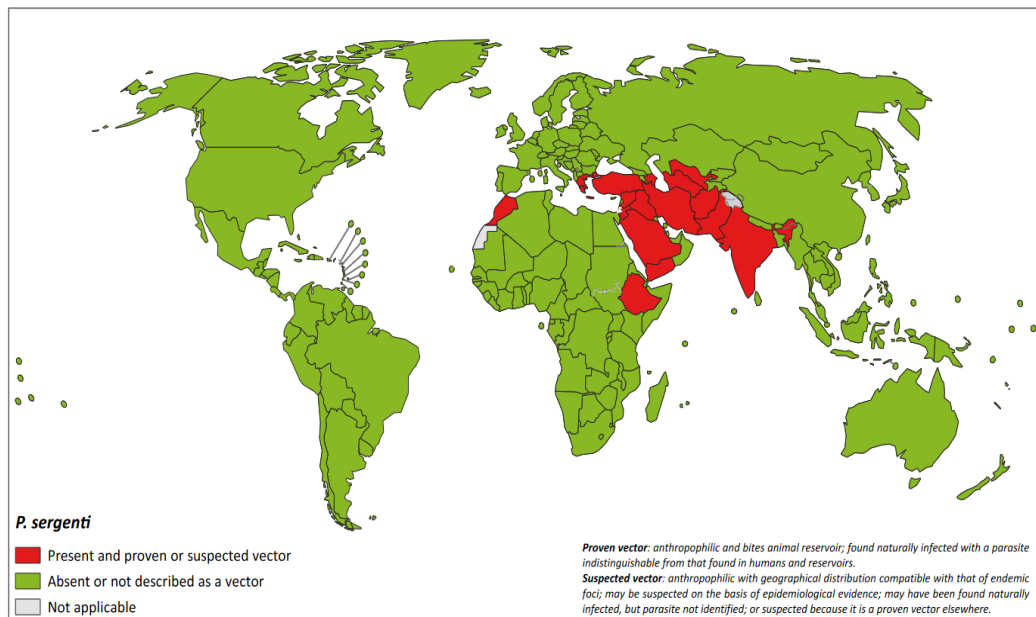 P. sergenti
Present and proven or suspected vector
Absent or not described as a vector
Not applicable
Proven vector: anthropophilic and bites animal reservoir; found naturally infected with a parasite
indistinguishable from that found in humans and reservoirs.
Suspected vector: anthropophilic with geographical distribution compatible with that of endemic
foci; may be suspected on the basis of epidemiological evidence; may have been found naturally
infected, but parasite not identified; or suspected because it is a proven vector elsewhere.